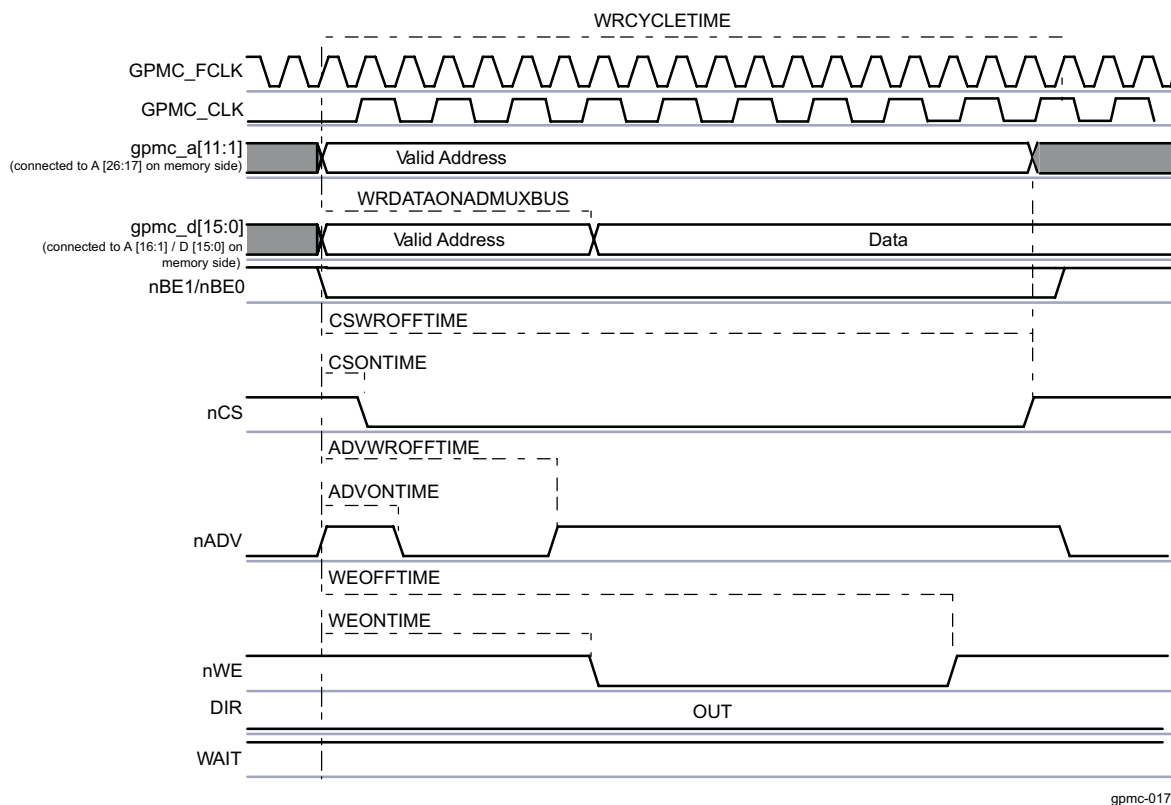 WRCYCLETIME
GPMC_FCLK
GPMC_CLK
gpmc_a[11:1]
(connected to A [26:17] on memory side)
Valid Address
WRDATAONADMUXBUS
gpmc_d[15:0]
(connected to A [16:1] / D [15:0] on
memory side)
Valid Address
Data
nBE1/nBE0
CSWROFFTIME
CSONTIME
nCS
ADVWROFFTIME
ADVONTIME
nADV
WEOFFTIME
WEONTIME
nWE
DIR
OUT
WAIT
gpmc-017